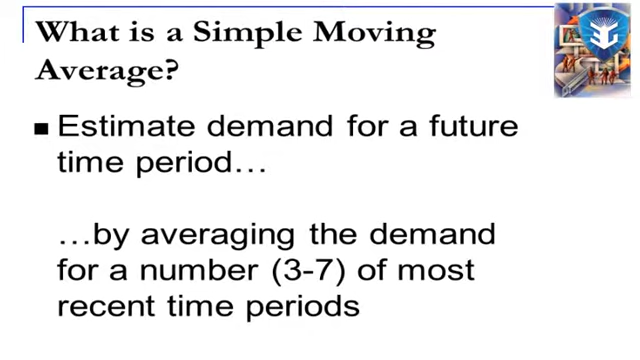 What is a Simple Moving
Average?
Estimate demand for a future
time period…
…by averaging the demand
for a number (3-7) of most
recent time periods